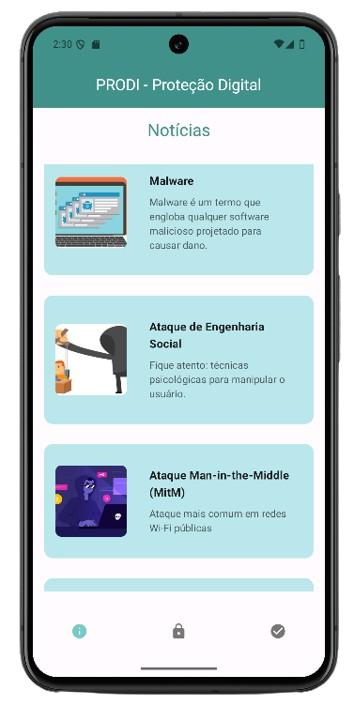 2:30
PRODI - Proteção Digital
Notícias
Malware
Malware é um termo que
engloba qualquer software
malicioso projetado para
causar dano.
Ataque de Engenharia
Social
Fique atento: técnicas
psicológicas para manipular o
usuário.
Ataque Man-in-the-Middle
(MitM)
Ataque mais comum em redes
Wi-Fi públicas